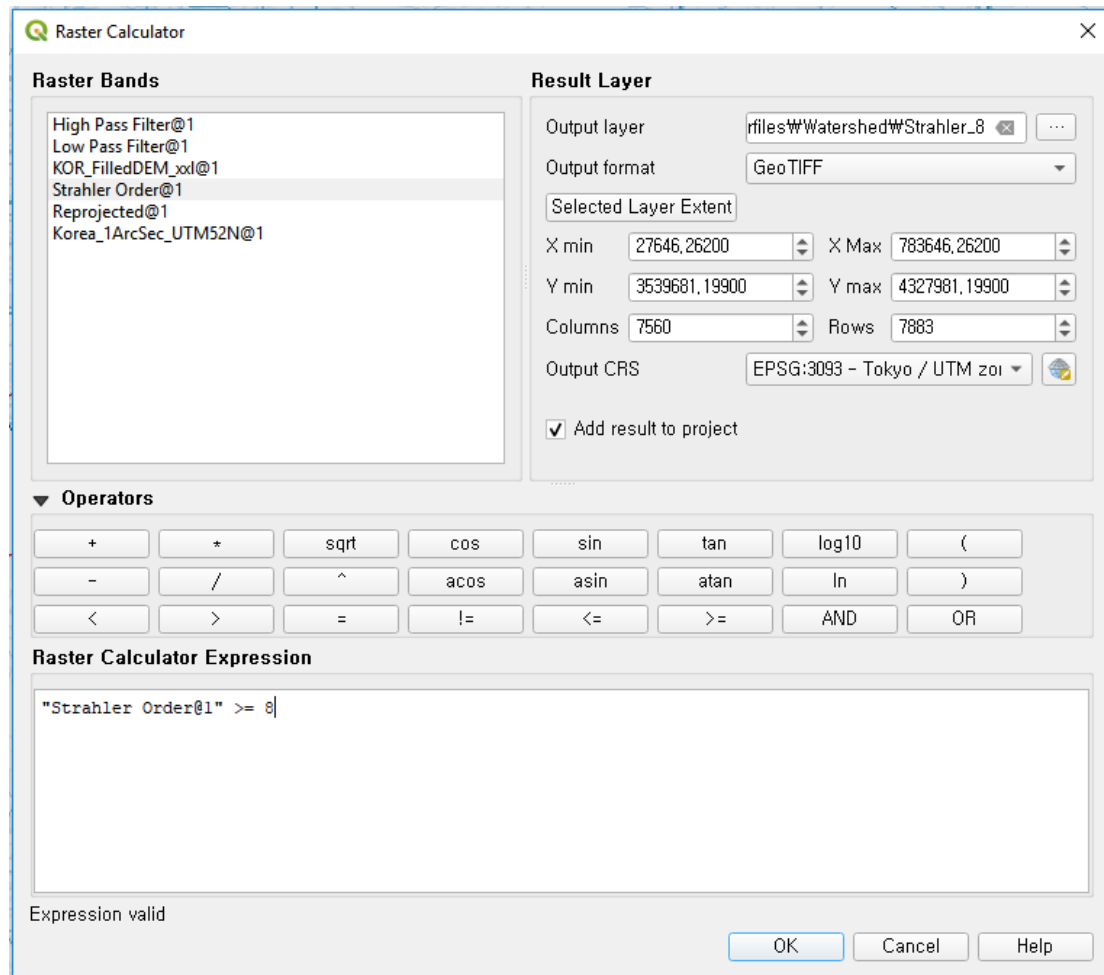 Raster Calculator
Raster Bands
High Pass Filter@1
Low Pass Filter@1
KOR_FilledDEM_xxl@1
Strahler Order@1
Reprojected@1
Korea_1ArcSec_UTM52N@1
Result Layer
Output layer rfiles₩Watershed₩Strahler_8 ...
Output format GeoTIFF
Selected Layer Extent
X min 27646,26200 X Max 783646,26200
Y min 3539681,19900 Y max 4327981,19900
Columns 7560 Rows 7883
Output CRS EPSG:3093 - Tokyo / UTM zor
Add result to project
Operators
+ * sqrt cos sin tan log10 (
- / ^ acos asin atan ln )
< > = != <= >= AND OR
Raster Calculator Expression
"Strahler Order@1" >= 8
Expression valid
OK Cancel Help